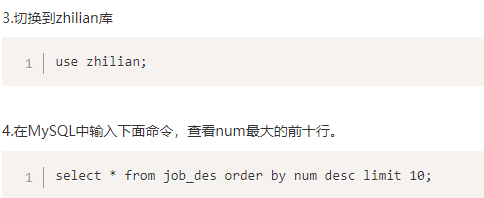 3.切换到zhilian库
1 use zhilian;
4.在MySQL中输入下面命令，查看num最大的前十行。
1 select * from job_des order by num desc limit 10;